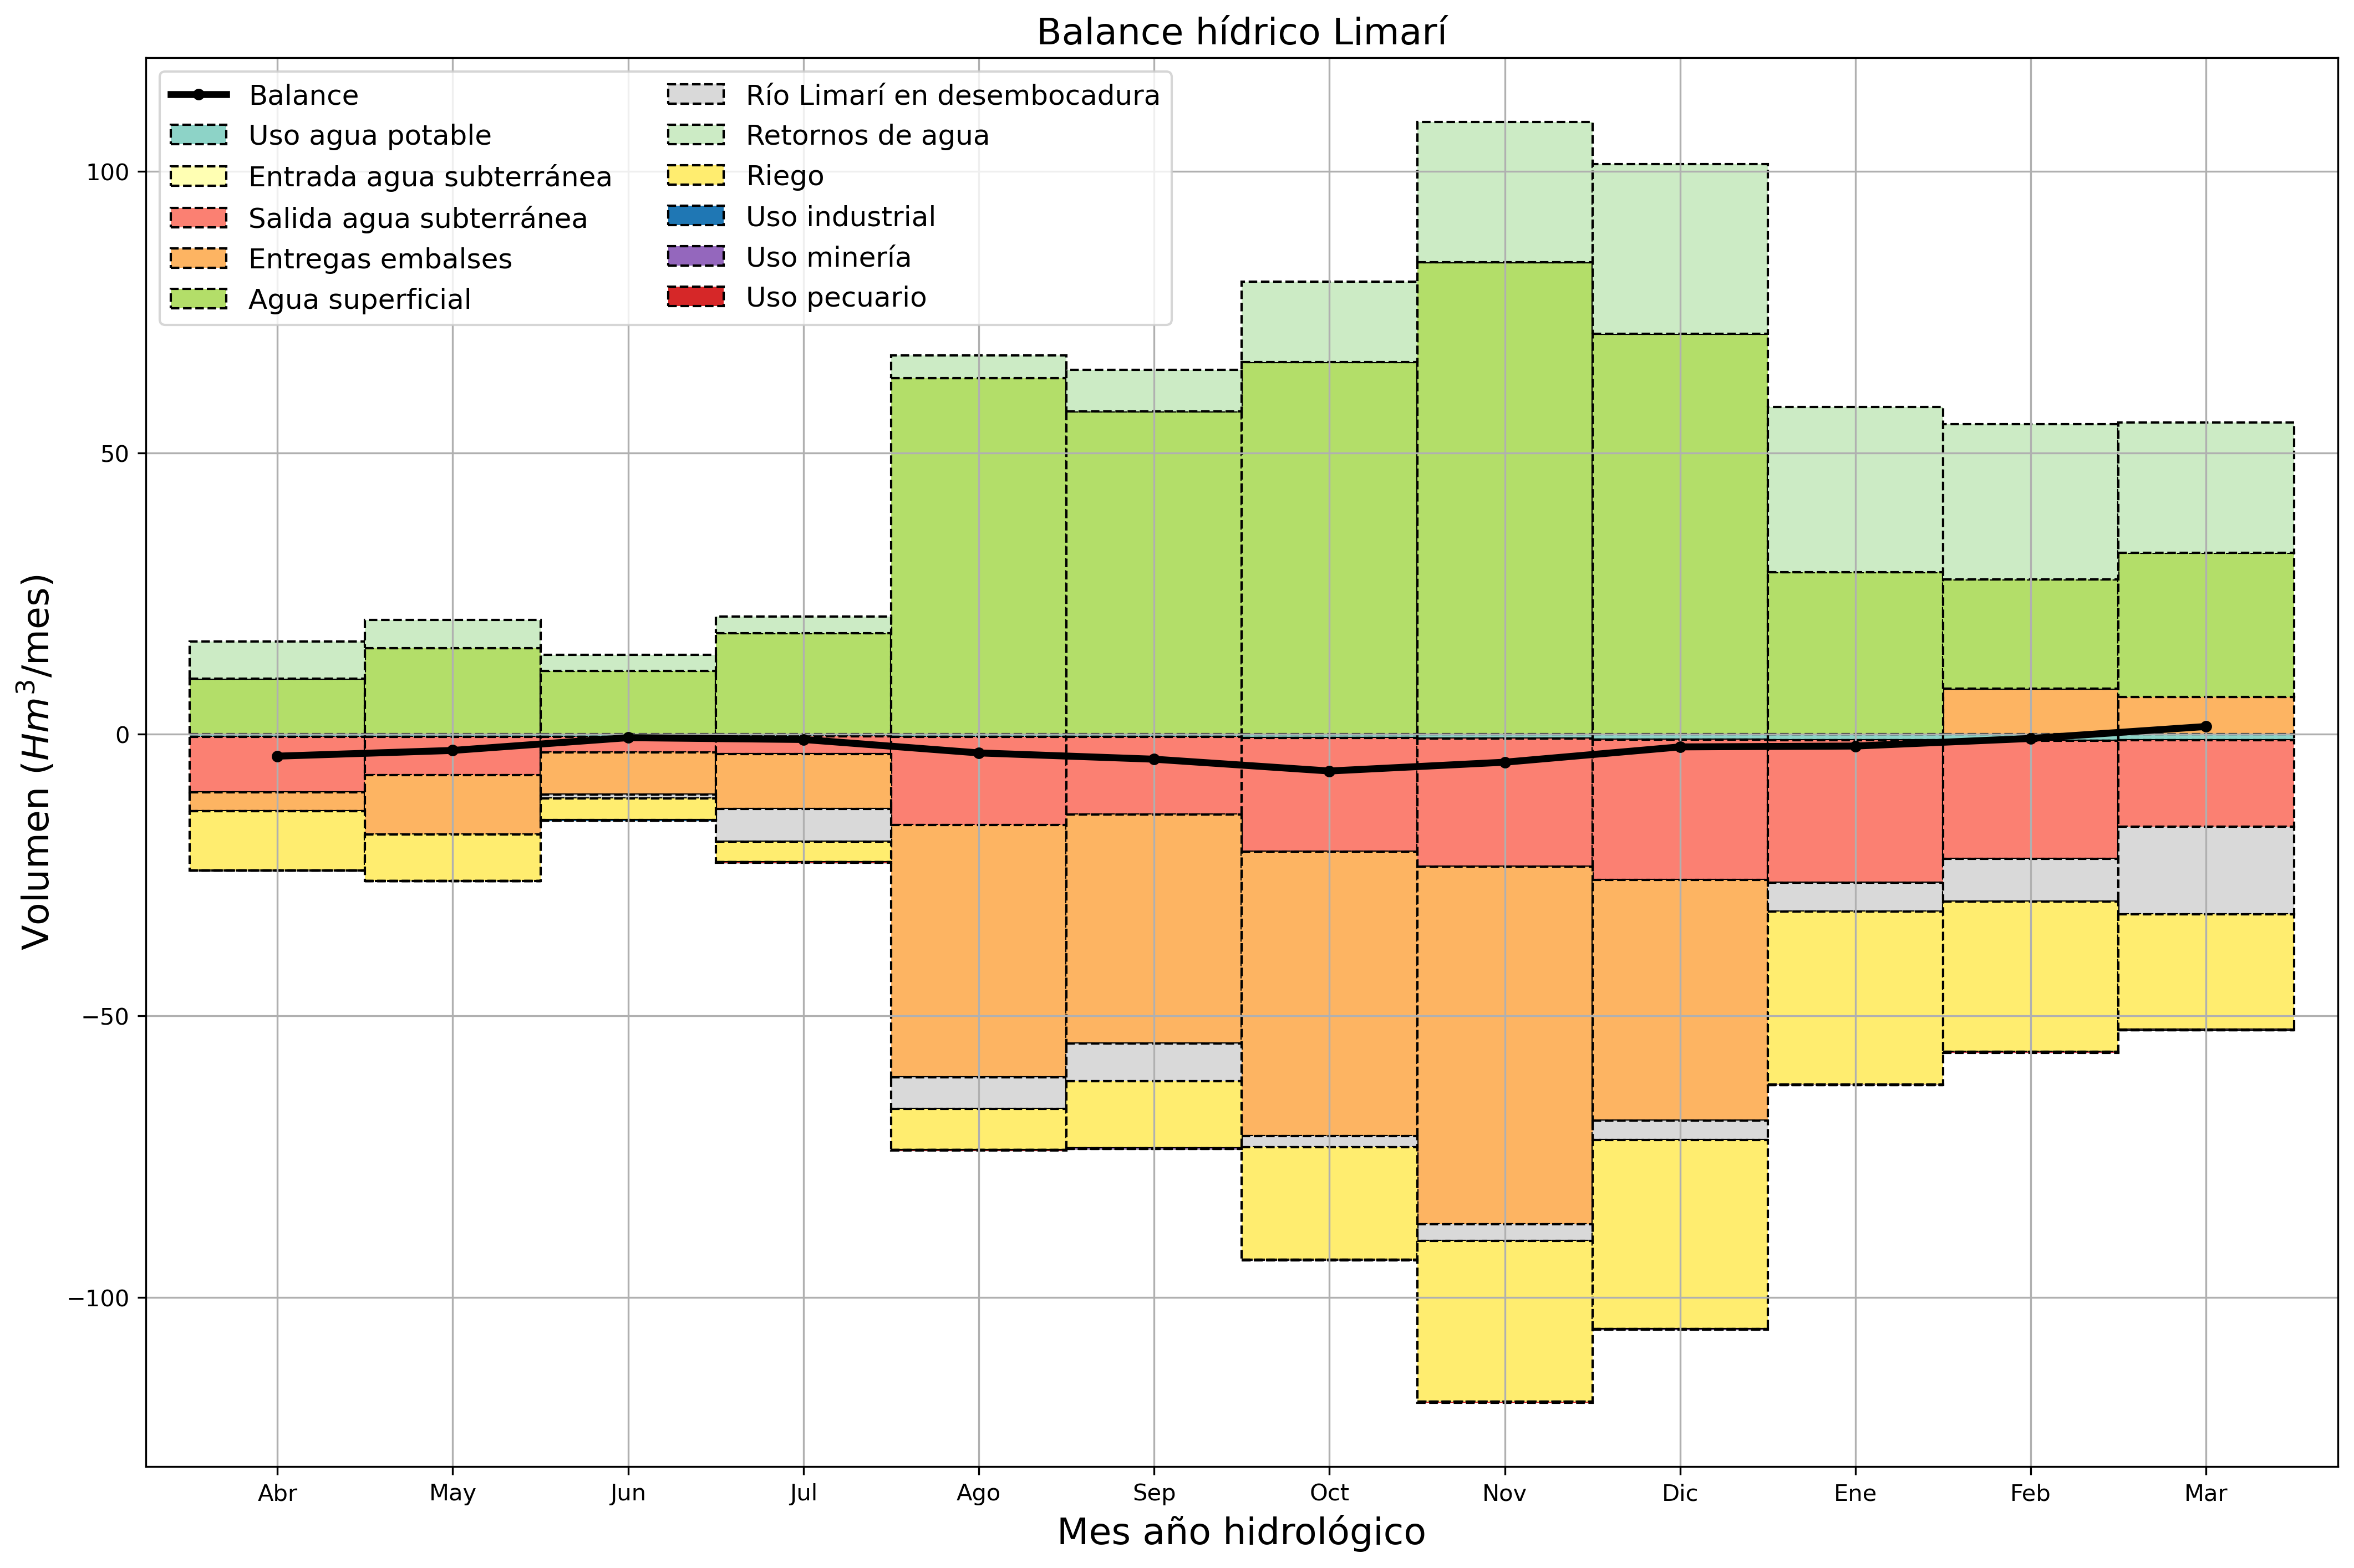 Balance hídrico Limarí
Balance
Uso agua potable
Entrada agua subterránea
Salida agua subterránea
Entregas embalses
Agua superficial
Río Limarí en desembocadura
Retornos de agua
Riego
Uso industrial
Uso minería
Uso pecuario
Volumen (Hm³/mes)
100
50
0
−50
−100
Abr May Jun Jul Ago Sep Oct Nov Dic Ene Feb Mar
Mes año hidrológico